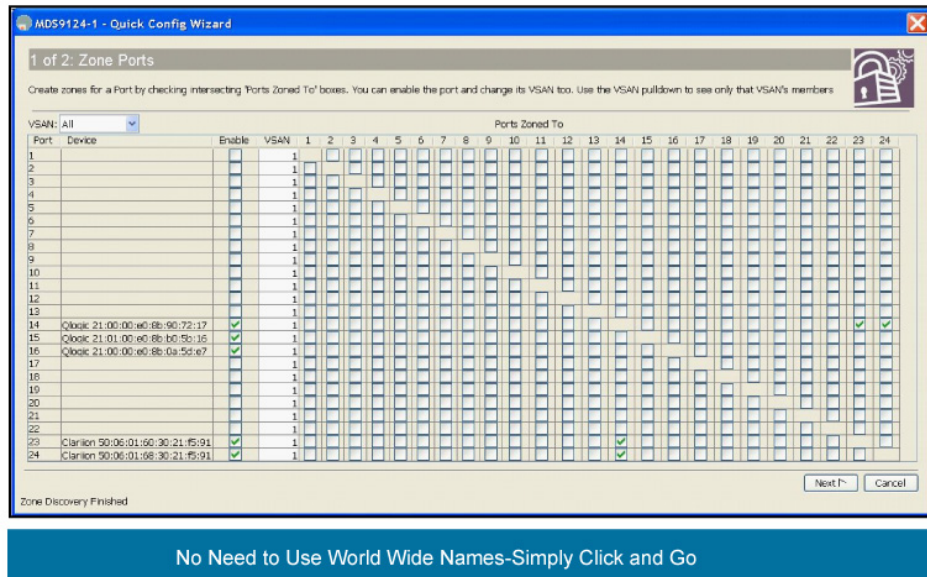 MDS9124-1 - Quick Config Wizard
1 of 2: Zone Ports
Create zones for a Port by checking intersecting 'Ports Zoned To' boxes. You can enable the port and change its VSAN too. Use the VSAN pulldown to see only that VSAN's members
VSAN: All
Ports Zoned To
Port Device Enable VSAN 1 2 3 4 5 6 7 8 9 10 11 12 13 14 15 16 17 18 19 20 21 22 23 24
1 1
2 1
3 1
4 1
5 1
6 1
7 1
8 1
9 1
10 1
11 1
12 1
13 1
14 Qlogic 21:00:00:e0:8b:90:72:17 1
15 Qlogic 21:01:00:e0:8b:b0:5b:16 1
16 Qlogic 21:00:00:e0:8b:0a:5d:e7 1
17 1
18 1
19 1
20 1
21 1
22 1
23 Clariion 50:06:01:60:30:21:f5:91 1
24 Clariion 50:06:01:68:30:21:f5:91 1
Next Cancel
Zone Discovery Finished
No Need to Use World Wide Names-Simply Click and Go